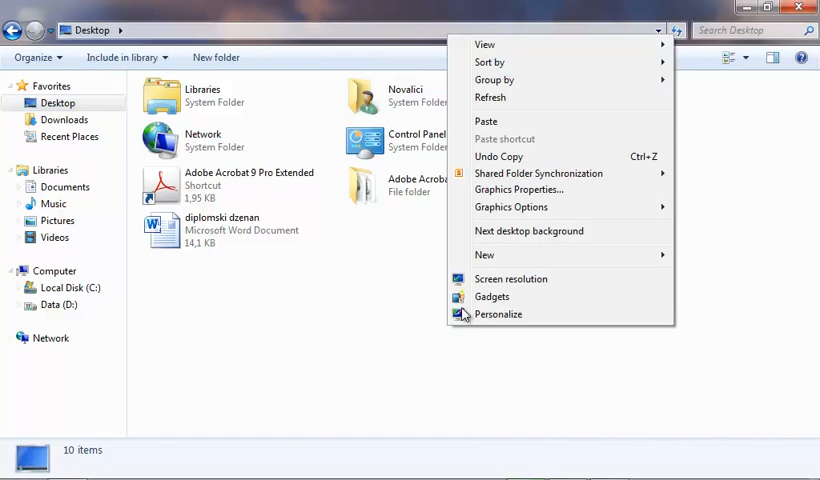 Desktop
Search Desktop
Organize
Include in library
New folder
Favorites
Desktop
Downloads
Recent Places
Libraries
Documents
Music
Pictures
Videos
Computer
Local Disk (C:)
Data (D:)
Network
Libraries
System Folder
Novalici
System Folder
Network
System Folder
Control Panel
System Folder
Adobe Acrobat 9 Pro Extended
Shortcut
1,95 KB
Adobe Acroba
File folder
diplomski dzenan
Microsoft Word Document
14,1 KB
View
Sort by
Group by
Refresh
Paste
Paste shortcut
Undo Copy Ctrl+Z
Shared Folder Synchronization
Graphics Properties...
Graphics Options
Next desktop background
New
Screen resolution
Gadgets
Personalize
10 items